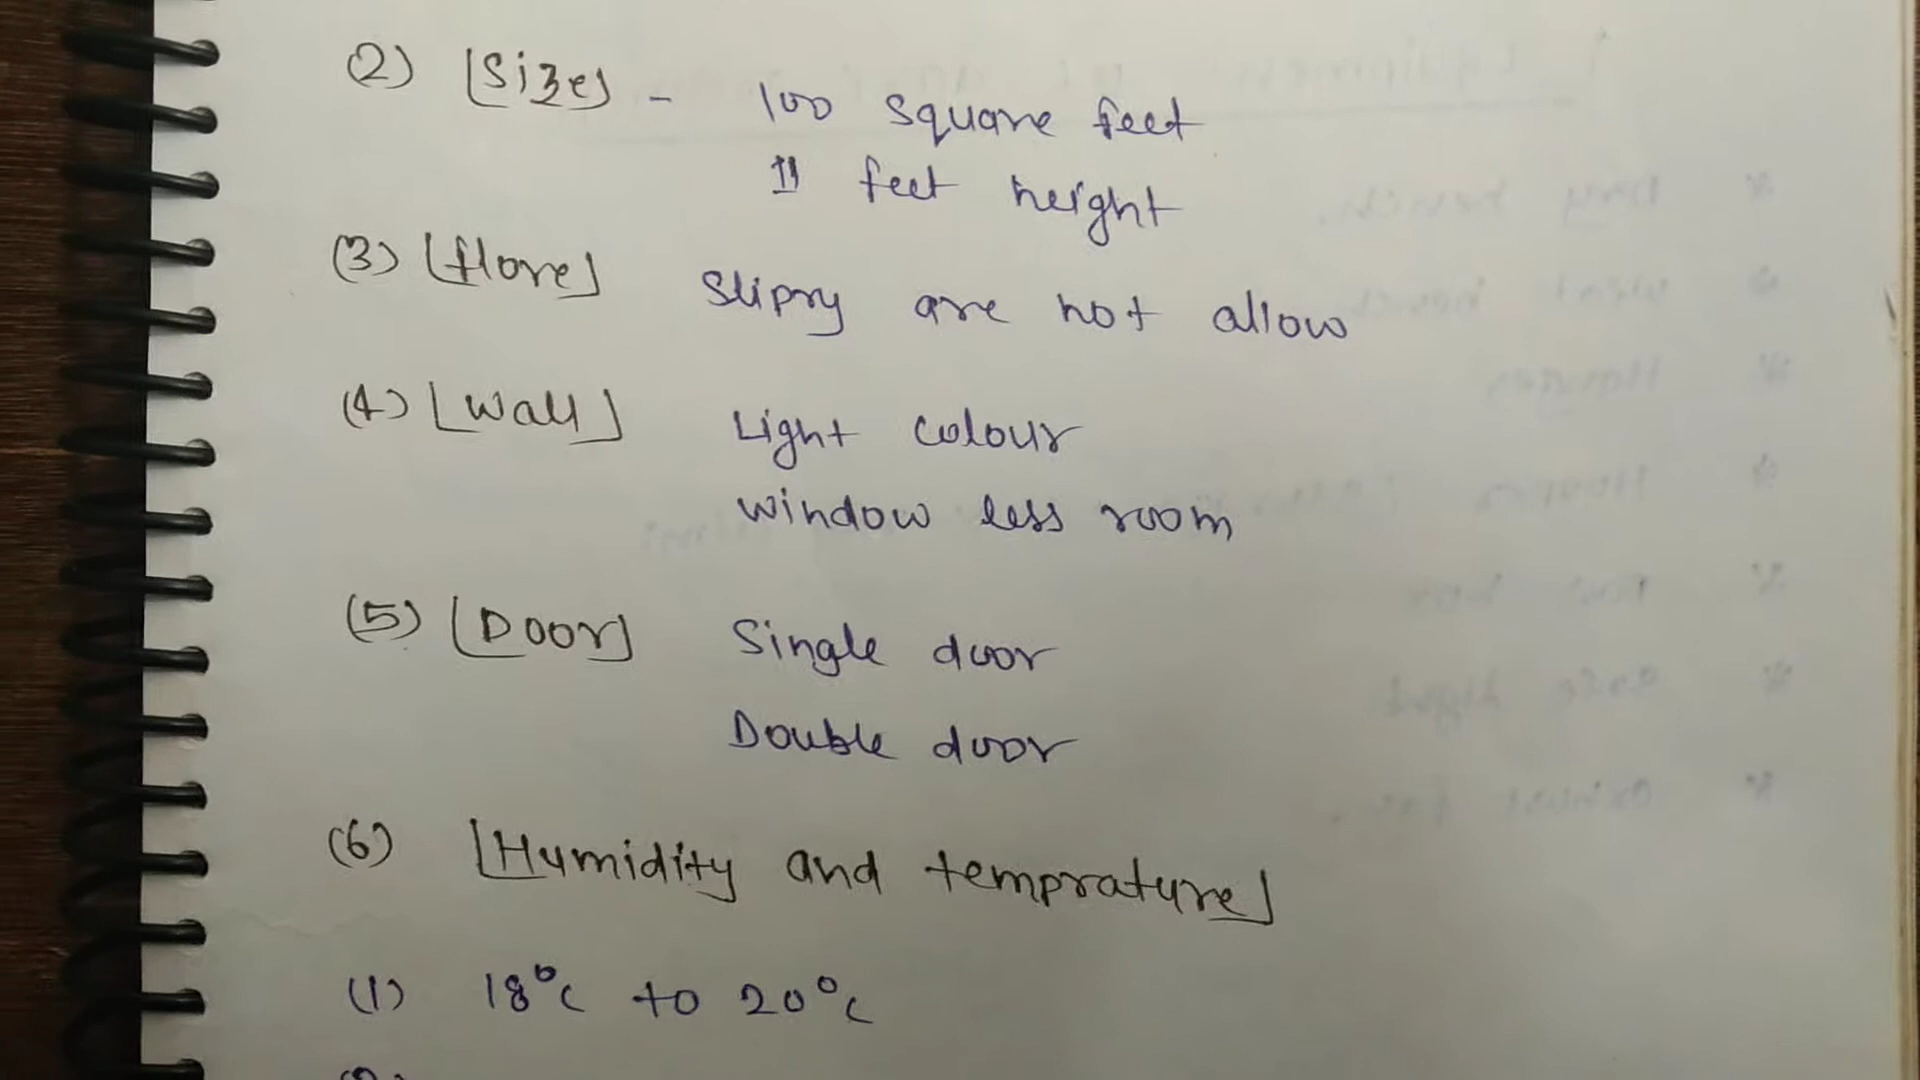 (2) [Size] - 100 square feet
11 feet height
(3) [flore] Slipry are not allow
(4) [Wall] Light colour
Window less room
(5) [Door] Single door
Double door
(6) [Humidity and temprature]
(1) 18°c to 20°c